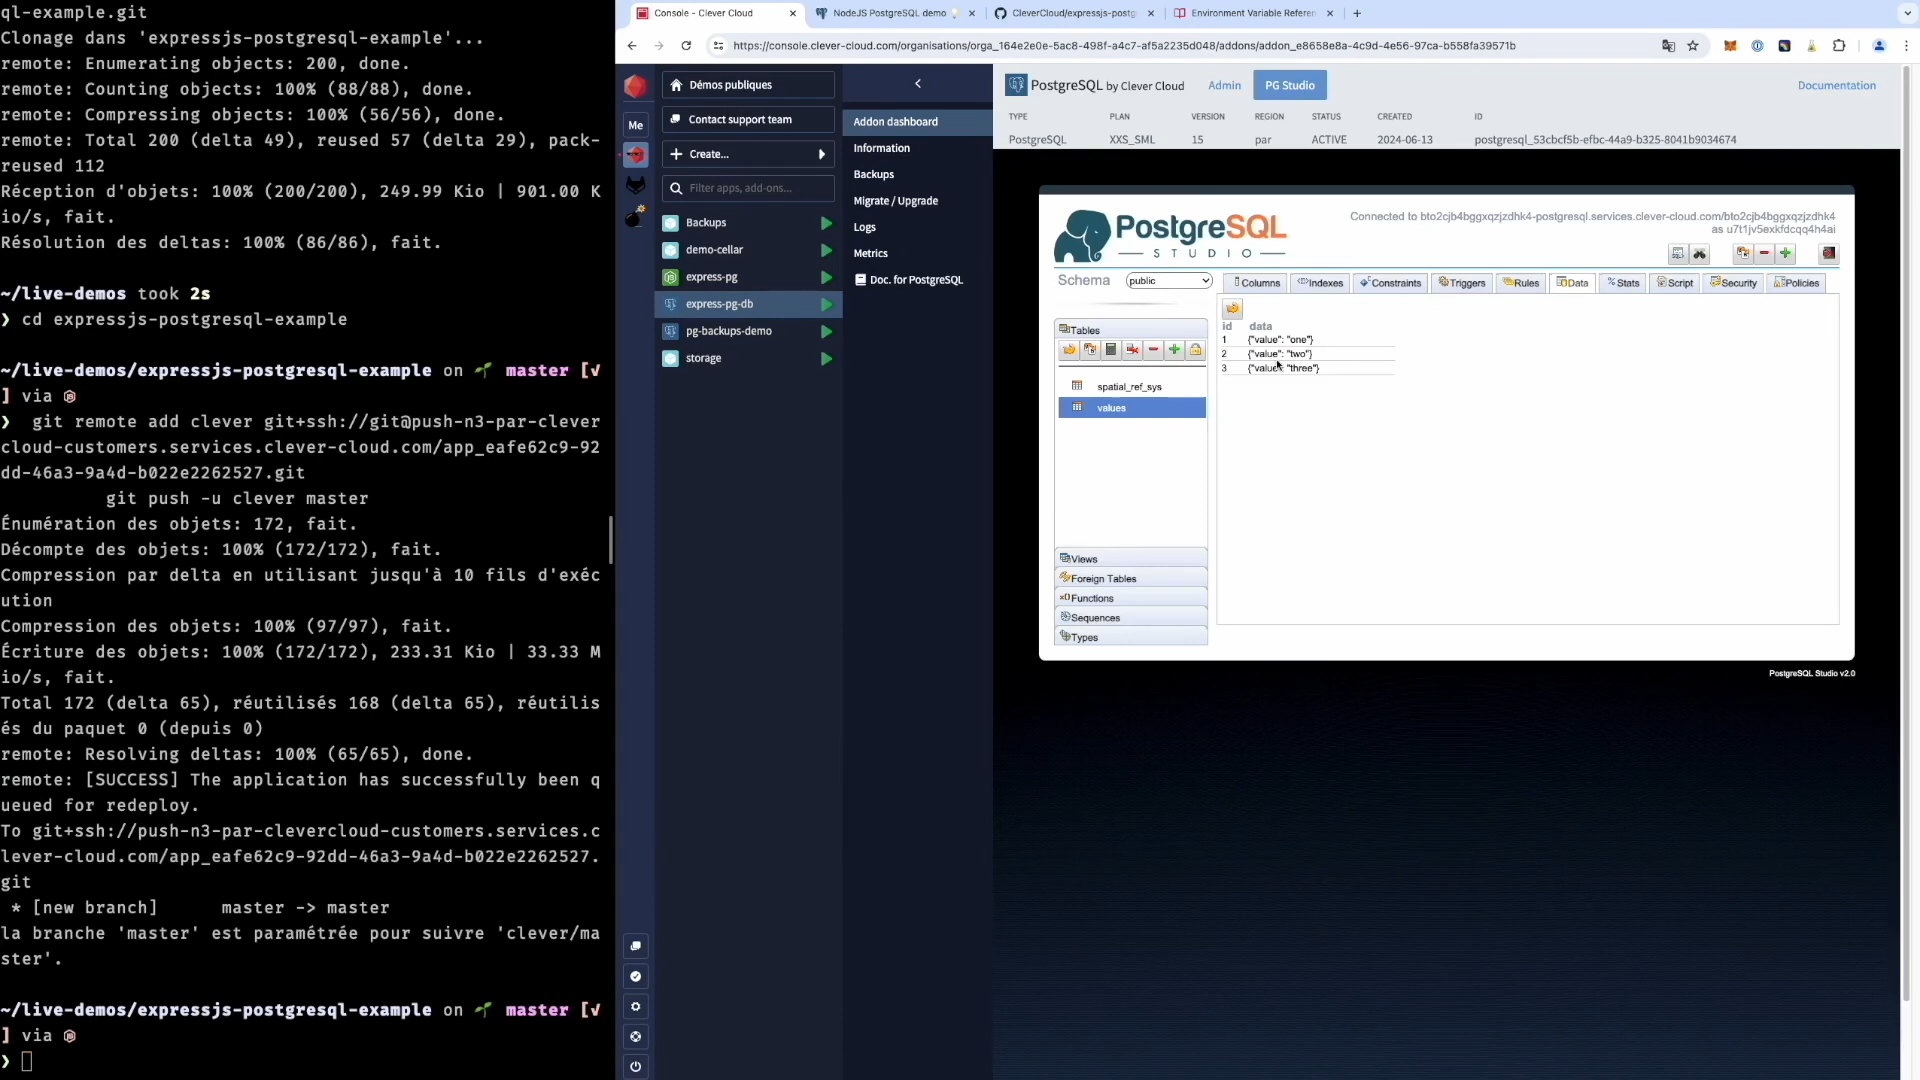 ql-example.git
Clonage dans 'expressjs-postgresql-example'...
remote: Enumerating objects: 200, done.
remote: Counting objects: 100% (88/88), done.
remote: Compressing objects: 100% (56/56), done.
remote: Total 200 (delta 49), reused 57 (delta 29), pack-
reused 112
Réception d'objets: 100% (200/200), 249.99 Kio | 901.00 K
io/s, fait.
Résolution des deltas: 100% (86/86), fait.
~/live-demos took 2s
❯ cd expressjs-postgresql-example
~/live-demos/expressjs-postgresql-example on master [√
] via
❯ git remote add clever git+ssh://git@push-n3-par-clever
cloud-customers.services.clever-cloud.com/app_eafe62c9-92
dd-46a3-9a4d-b022e2262527.git
git push -u clever master
Énumération des objets: 172, fait.
Décompte des objets: 100% (172/172), fait.
Compression par delta en utilisant jusqu'à 10 fils d'exéc
ution
Compression des objets: 100% (97/97), fait.
Écriture des objets: 100% (172/172), 233.31 Kio | 33.33 M
io/s, fait.
Total 172 (delta 65), réutilisés 168 (delta 65), réutilis
és du paquet 0 (depuis 0)
remote: Resolving deltas: 100% (65/65), done.
remote: [SUCCESS] The application has successfully been q
ueued for redeploy.
To git+ssh://push-n3-par-clevercloud-customers.services.c
lever-cloud.com/app_eafe62c9-92dd-46a3-9a4d-b022e2262527.
git
* [new branch] master -> master
la branche 'master' est paramétrée pour suivre 'clever/ma
ster'.
~/live-demos/expressjs-postgresql-example on master [√
] via
❯
Console - Clever Cloud
NodeJS PostgreSQL demo
CleverCloud/expressjs-postg
Environment Variable Referen
https://console.clever-cloud.com/organisations/orga_164e2e0e-5ac8-498f-a4c7-af5a2235d048/addons/addon_e8658e8a-4c9d-4e56-97ca-b558fa39571b
Me
Démos publiques
Contact support team
Create...
Filter apps, add-ons...
Backups
demo-cellar
express-pg
express-pg-db
pg-backups-demo
storage
Addon dashboard
Information
Backups
Migrate / Upgrade
Logs
Metrics
Doc. for PostgreSQL
PostgreSQL by Clever Cloud Admin PG Studio Documentation
TYPE PLAN VERSION REGION STATUS CREATED ID
PostgreSQL XXS_SML 15 par ACTIVE 2024-06-13 postgresql_53cbcf5b-efbc-44a9-b325-8041b9034674
PostgreSQL
STUDIO
Connected to bto2cjb4bggxqzjzdhk4-postgresql.services.clever-cloud.com/bto2cjb4bggxqzjzdhk4
as u7t1jv5exkfdcqq4h4ai
Schema public
Columns Indexes Constraints Triggers Rules Data Stats Script Security Policies
Tables
spatial_ref_sys
values
Views
Foreign Tables
Functions
Sequences
Types
id data
1 {"value": "one"}
2 {"value": "two"}
3 {"value": "three"}
PostgreSQL Studio v2.0